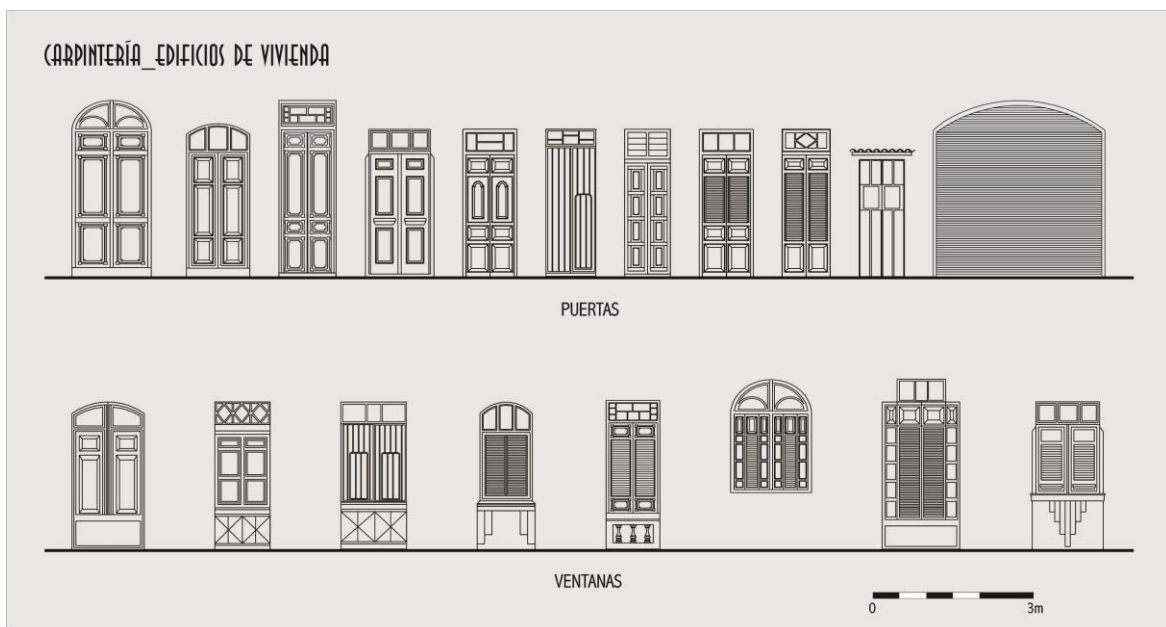 CARPINTERÍA_EDIFICIOS DE VIVIENDA
PUERTAS
VENTANAS
0 3m